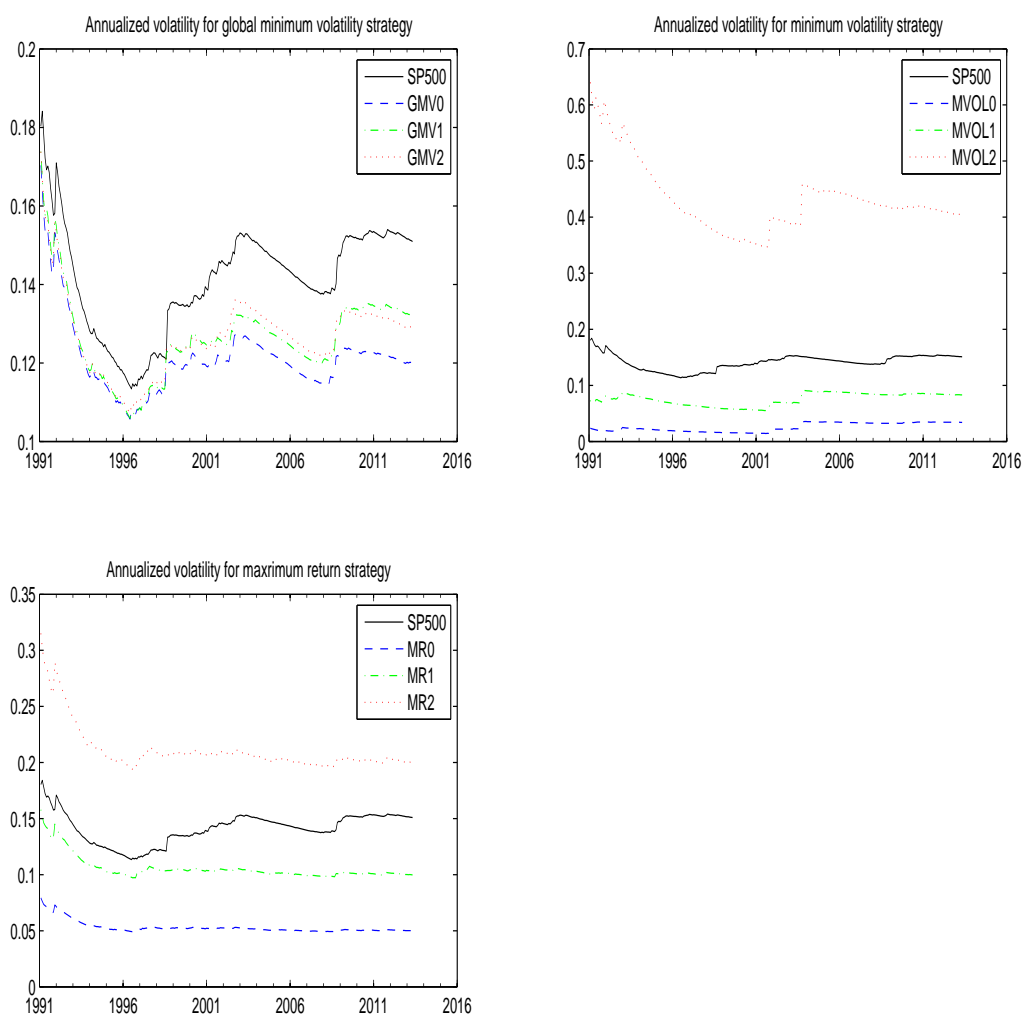 Annualized volatility for global minimum volatility strategy
0.2
0.18
0.16
0.14
0.12
0.1
1991 1996 2001 2006 2011 2016
SP500
GMV0
GMV1
GMV2
Annualized volatility for minimum volatility strategy
0.7
0.6
0.5
0.4
0.3
0.2
0.1
0
1991 1996 2001 2006 2011 2016
SP500
MVOL0
MVOL1
MVOL2
Annualized volatility for maxrimum return strategy
0.35
0.3
0.25
0.2
0.15
0.1
0.05
0
1991 1996 2001 2006 2011 2016
SP500
MR0
MR1
MR2